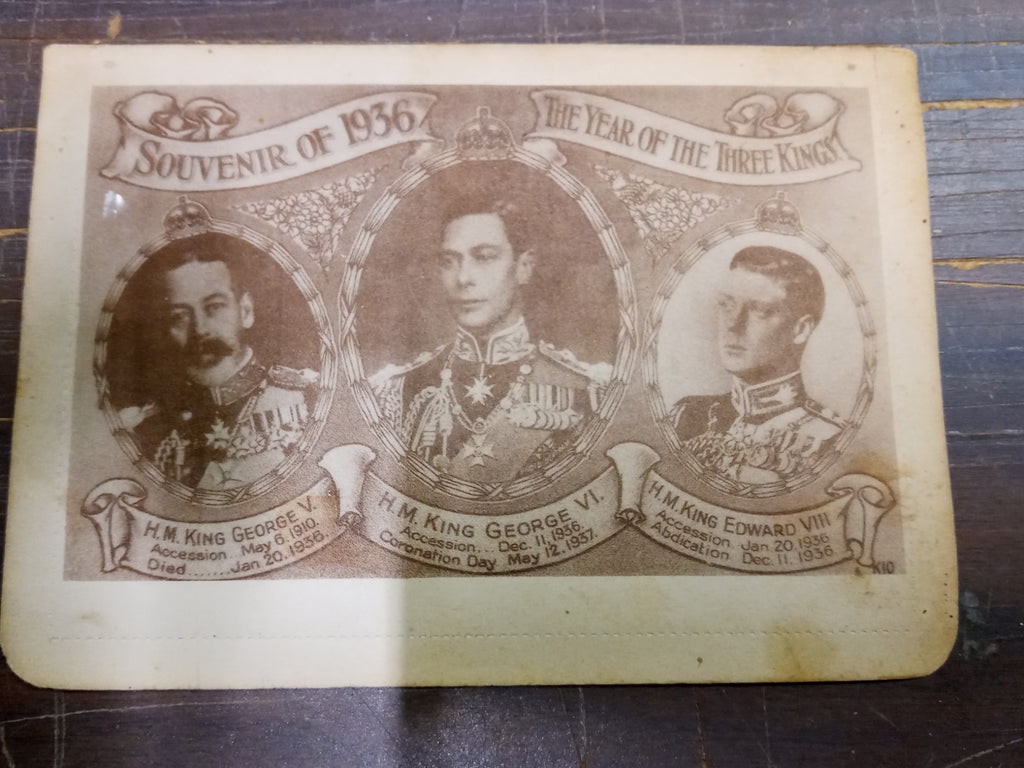 SOUVENIR OF 1936
THE YEAR OF THE THREE KINGS
H. M. KING GEORGE V.
Accession. May 6. 1910.
Died.......Jan 20. 1936.
H. M. KING GEORGE VI.
Accession... Dec. 11, 1936.
Coronation Day May 12. 1937.
H. M. KING EDWARD VIII
Accession. Jan 20. 1936
Abdication. Dec. 11. 1936
K10